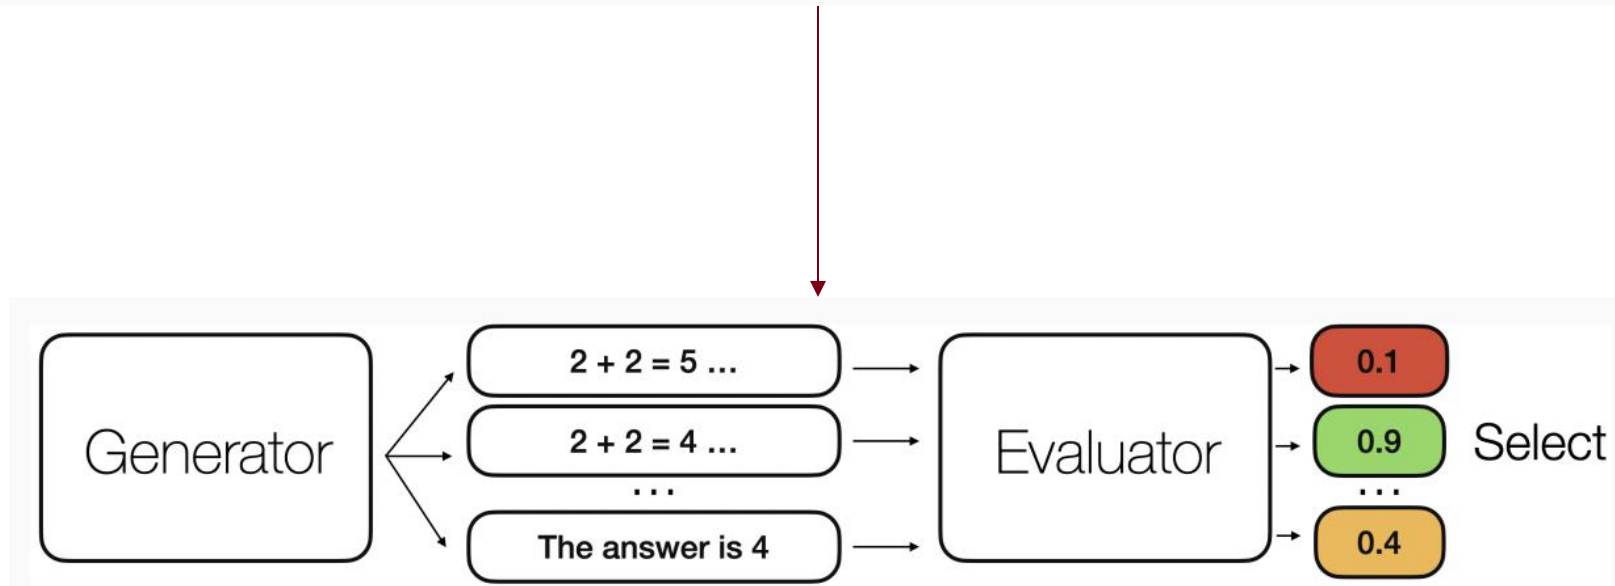 2 + 2 = 5 ...
0.1
Generator
2 + 2 = 4 ...
Evaluator
0.9
Select
...
...
The answer is 4
0.4